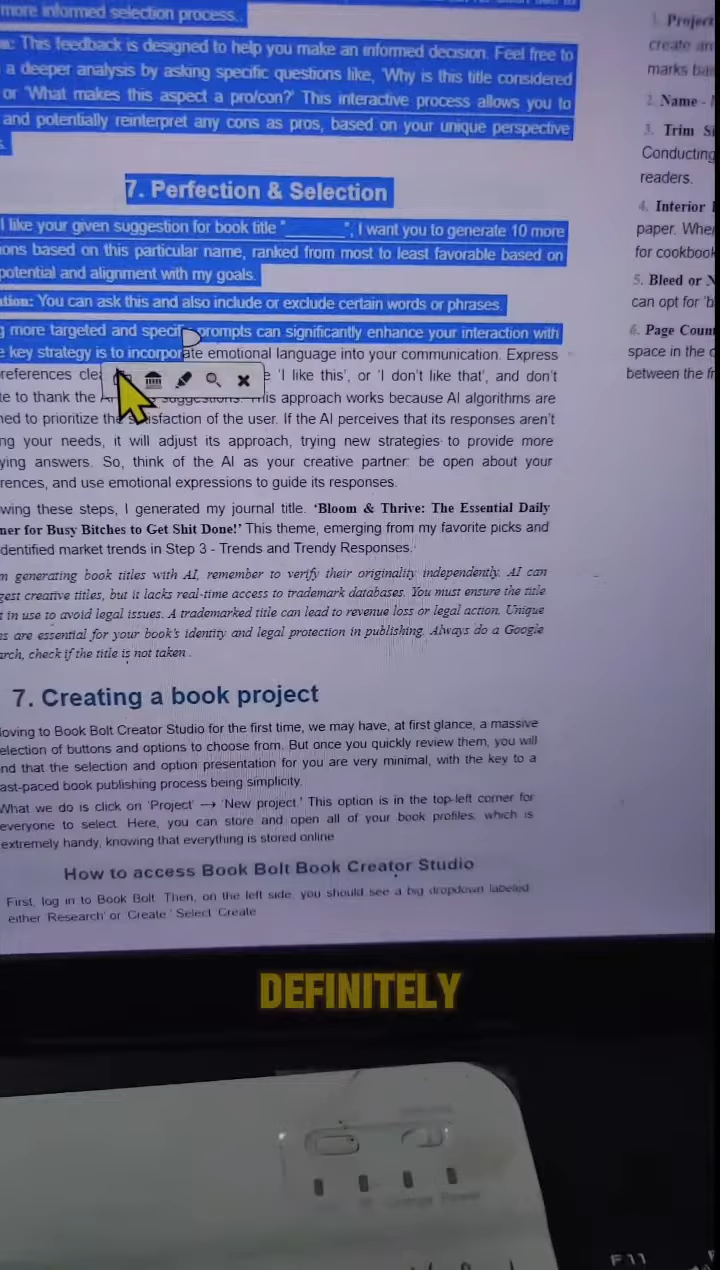 more informed selection process.
This feedback is designed to help you make an informed decision. Feel free to
a deeper analysis by asking specific questions like, 'Why is this title considered
or 'What makes this aspect a pro/con?' This interactive process allows you to
and potentially reinterpret any cons as pros, based on your unique perspective
7. Perfection & Selection
I like your given suggestion for book title "______", I want you to generate 10 more
based on this particular name, ranked from most to least favorable based on
potential and alignment with my goals.
You can ask this and also include or exclude certain words or phrases.
more targeted and specif prompts can significantly enhance your interaction with
key strategy is to incorporate emotional language into your communication. Express
references 'I like this', or 'I don't like that', and don't
to thank the suggestions. This approach works because AI algorithms are
to prioritize the satisfaction of the user. If the AI perceives that its responses aren't
your needs, it will adjust its approach, trying new strategies to provide more
answers. So, think of the AI as your creative partner: be open about your
and use emotional expressions to guide its responses.
these steps, I generated my journal title. 'Bloom & Thrive: The Essential Daily
for Busy Bitches to Get Shit Done!' This theme, emerging from my favorite picks and
dentified market trends in Step 3 - Trends and Trendy Responses.
generating book titles with AI, remember to verify their originality independently. AI can
creative titles, but it lacks real-time access to trademark databases. You must ensure the title
in use to avoid legal issues. A trademarked title can lead to revenue loss or legal action. Unique
are essential for your book's identity and legal protection in publishing. Always do a Google
check if the title is not taken.
7. Creating a book project
oving to Book Bolt Creator Studio for the first time, we may have, at first glance, a massive
election of buttons and options to choose from. But once you quickly review them, you will
nd that the selection and option presentation for you are very minimal, with the key to a
ast-paced book publishing process being simplicity.
What we do is click on 'Project' → 'New project.' This option is in the top-left corner for
everyone to select. Here, you can store and open all of your book profiles, which is
extremely handy, knowing that everything is stored online
How to access Book Bolt Book Creator Studio
First, log in to Book Bolt. Then, on the left side, you should see a big dropdown labeled
either 'Research' or 'Create.' Select 'Create
1. Project
create an
marks
2. Name -
3. Trim Si
Conducting
readers.
4. Interior
paper. Whe
for cookbook
5. Bleed or N
can opt for 'b
6. Page Coun
space in the
between the fr
DEFINITELY
F11